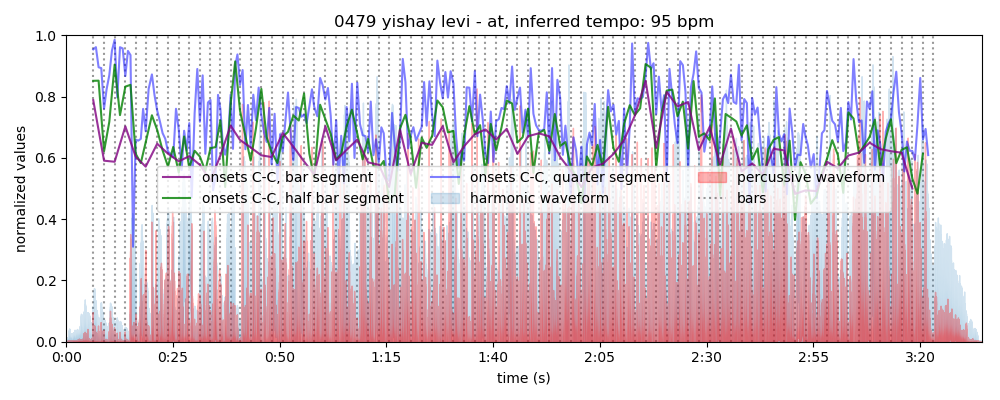 0479 yishay levi - at, inferred tempo: 95 bpm
normalized values
1.0
0.8
0.6
0.4
0.2
0.0
onsets C-C, bar segment
onsets C-C, half bar segment
onsets C-C, quarter segment
harmonic waveform
percussive waveform
bars
0:00 0:25 0:50 1:15 1:40 2:05 2:30 2:55 3:20
time (s)